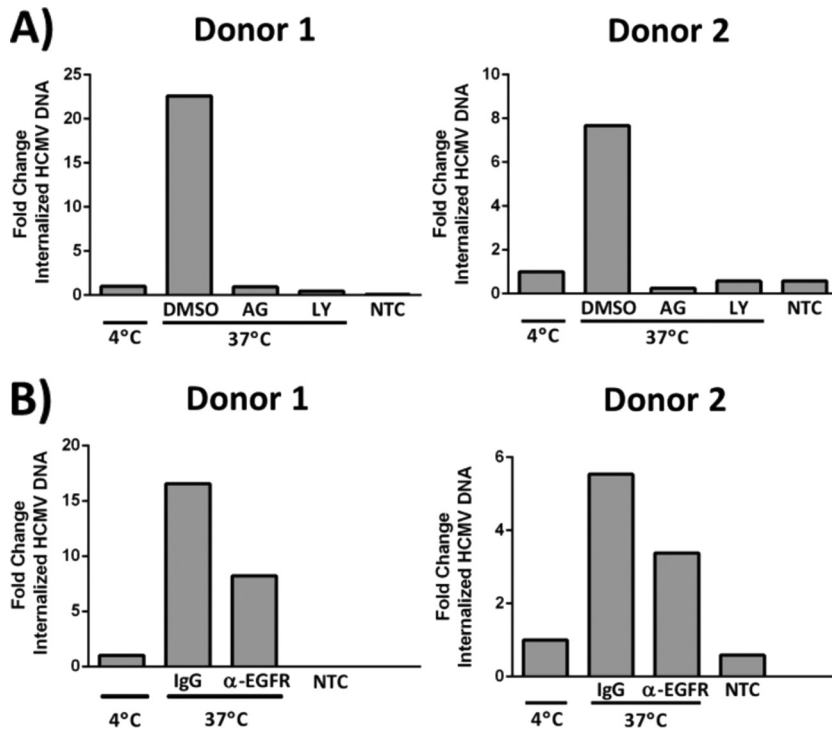 A)
Donor 1
Fold Change
Internalized HCMV DNA
25
20
15
10
5
0
DMSO AG LY NTC
4°C 37°C
Donor 2
Fold Change
Internalized HCMV DNA
10
8
6
4
2
0
DMSO AG LY NTC
4°C 37°C
B)
Donor 1
Fold Change
Internalized HCMV DNA
20
15
10
5
0
IgG α-EGFR NTC
4°C 37°C
Donor 2
Fold Change
Internalized HCMV DNA
6
4
2
0
IgG α-EGFR NTC
4°C 37°C